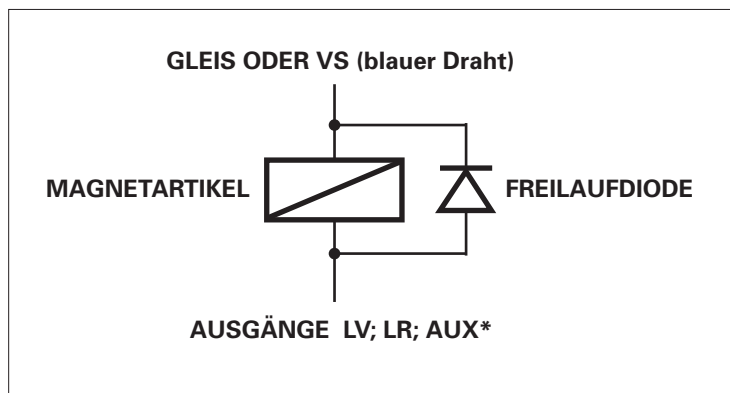 GLEIS ODER VS (blauer Draht)
MAGNETARTIKEL
FREILAUFDIODE
AUSGÄNGE LV; LR; AUX*